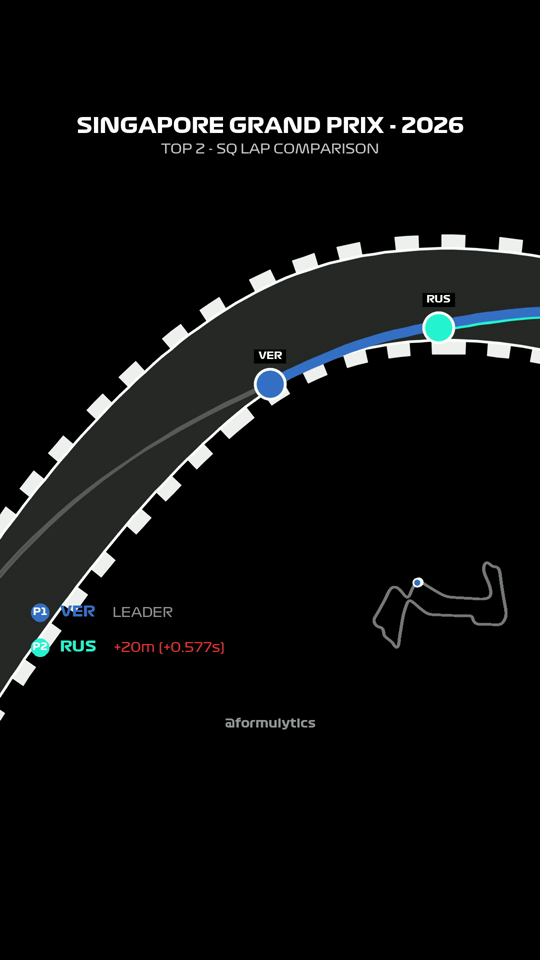 SINGAPORE GRAND PRIX - 2026
TOP 2 - SQ LAP COMPARISON
RUS
VER
P1 VER LEADER
P2 RUS +20m (+0.577s)
@formulytics